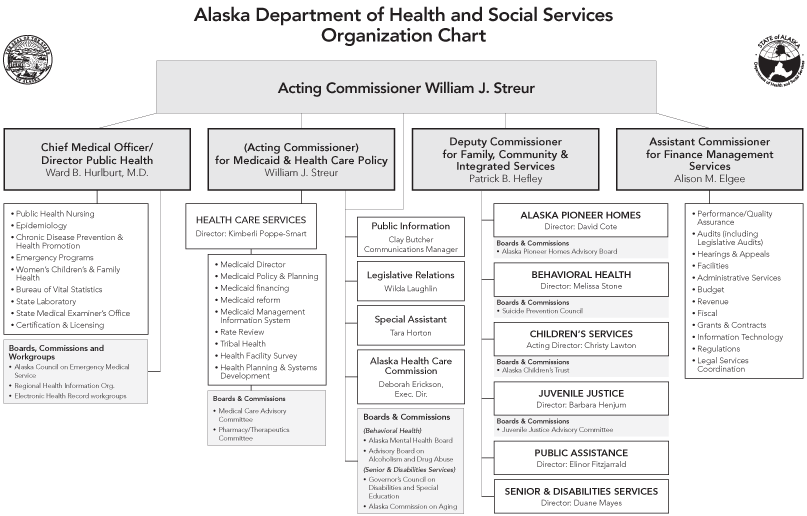 Alaska Department of Health and Social Services
Organization Chart
Acting Commissioner William J. Streur
Chief Medical Officer/
Director Public Health
Ward B. Hurlburt, M.D.
• Public Health Nursing
• Epidemiology
• Chronic Disease Prevention &
Health Promotion
• Emergency Programs
• Women's Children's & Family
Health
• Bureau of Vital Statistics
• State Laboratory
• State Medical Examiner's Office
• Certification & Licensing
Boards, Commissions and
Workgroups
• Alaska Council on Emergency Medical
Service
• Regional Health Information Org.
• Electronic Health Record workgroups
(Acting Commissioner)
for Medicaid & Health Care Policy
William J. Streur
HEALTH CARE SERVICES
Director: Kimberli Poppe-Smart
• Medicaid Director
• Medicaid Policy & Planning
• Medicaid financing
• Medicaid reform
• Medicaid Management
Information System
• Rate Review
• Tribal Health
• Health Facility Survey
• Health Planning & Systems
Development
Boards & Commissions
• Medical Care Advisory
Committee
• Pharmacy/Therapeutics
Committee
Public Information
Clay Butcher
Communications Manager
Legislative Relations
Wilda Laughlin
Special Assistant
Tara Horton
Alaska Health Care
Commission
Deborah Erickson,
Exec. Dir.
Boards & Commissions
(Behavioral Health)
• Alaska Mental Health Board
• Advisory Board on
Alcoholism and Drug Abuse
(Senior & Disabilities Services)
• Governor's Council on
Disabilities and Special
Education
• Alaska Commission on Aging
Deputy Commissioner
for Family, Community &
Integrated Services
Patrick B. Hefley
ALASKA PIONEER HOMES
Director: David Cote
Boards & Commissions
• Alaska Pioneer Homes Advisory Board
BEHAVIORAL HEALTH
Director: Melissa Stone
Boards & Commissions
• Suicide Prevention Council
CHILDREN'S SERVICES
Acting Director: Christy Lawton
Boards & Commissions
• Alaska Children's Trust
JUVENILE JUSTICE
Director: Barbara Henjum
Boards & Commissions
• Juvenile Justice Advisory Committee
PUBLIC ASSISTANCE
Director: Elinor Fitzjarrald
SENIOR & DISABILITIES SERVICES
Director: Duane Mayes
Assistant Commissioner
for Finance Management
Services
Alison M. Elgee
• Performance/Quality
Assurance
• Audits (including
Legislative Audits)
• Hearings & Appeals
• Facilities
• Administrative Services
• Budget
• Revenue
• Fiscal
• Grants & Contracts
• Information Technology
• Regulations
• Legal Services
Coordination
STATE of ALASKA
Department of Health and Social Services